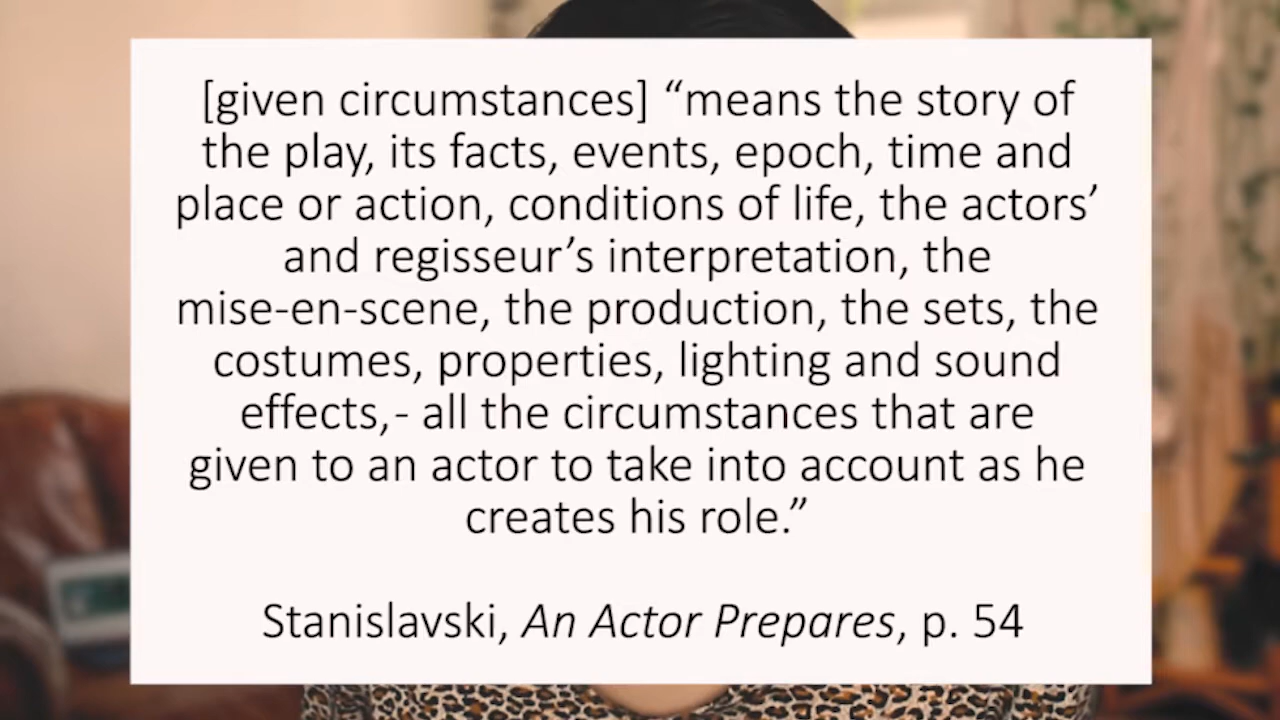 [given circumstances] “means the story of
the play, its facts, events, epoch, time and
place or action, conditions of life, the actors’
and regisseur’s interpretation, the
mise-en-scene, the production, the sets, the
costumes, properties, lighting and sound
effects,- all the circumstances that are
given to an actor to take into account as he
creates his role.”
Stanislavski, An Actor Prepares, p. 54